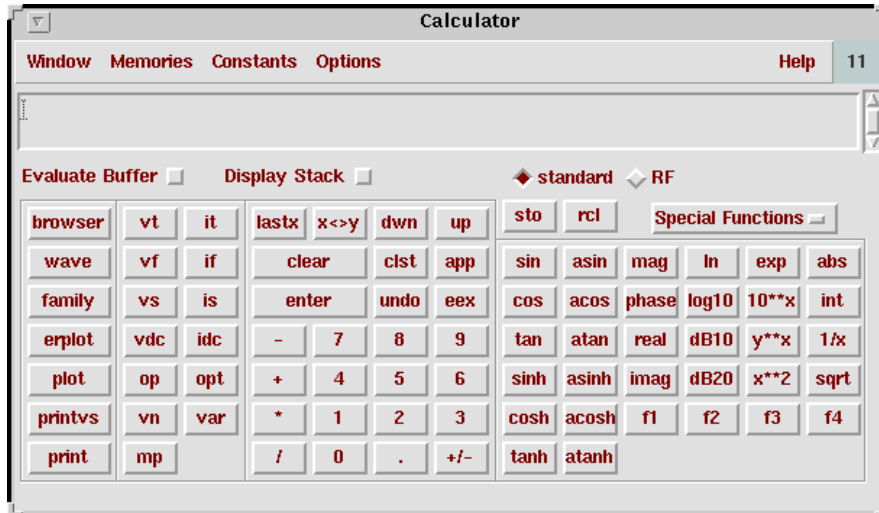 Calculator
Window Memories Constants Options Help 11
Evaluate Buffer Display Stack standard RF
browser vt it lastx x<>y dwn up sto rcl Special Functions
wave vf if clear clst app sin asin mag ln exp abs
family vs is enter undo eex cos acos phase log10 10**x int
erplot vdc idc - 7 8 9 tan atan real dB10 y**x 1/x
plot op opt + 4 5 6 sinh asinh imag dB20 x**2 sqrt
printvs vn var * 1 2 3 cosh acosh f1 f2 f3 f4
print mp / 0 . +/- tanh atanh